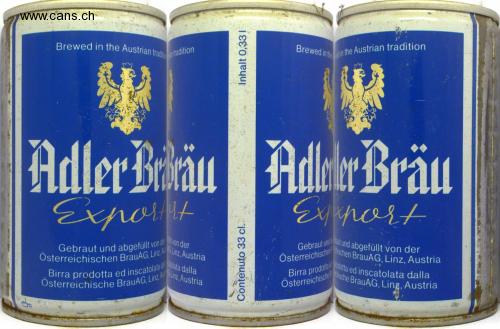 www.cans.ch
Brewed in the Austrian tradition
Adler Bräu
Export
Gebraut und abgefüllt von der
Österreichischen BrauAG, Linz, Austria
Birra prodotta ed inscatolata dalla
Österreichischen BrauAG, Linz, Austria
Inhalt 0,33 l
Contenuto 33 cl.
Brewed in the Austrian tradition
Adler Bräu
Export
Gebraut und abgefüllt von der
Österreichischen BrauAG, Linz, Austria
Birra prodotta ed inscatolata dalla
Österreichischen BrauAG, Linz, Austria